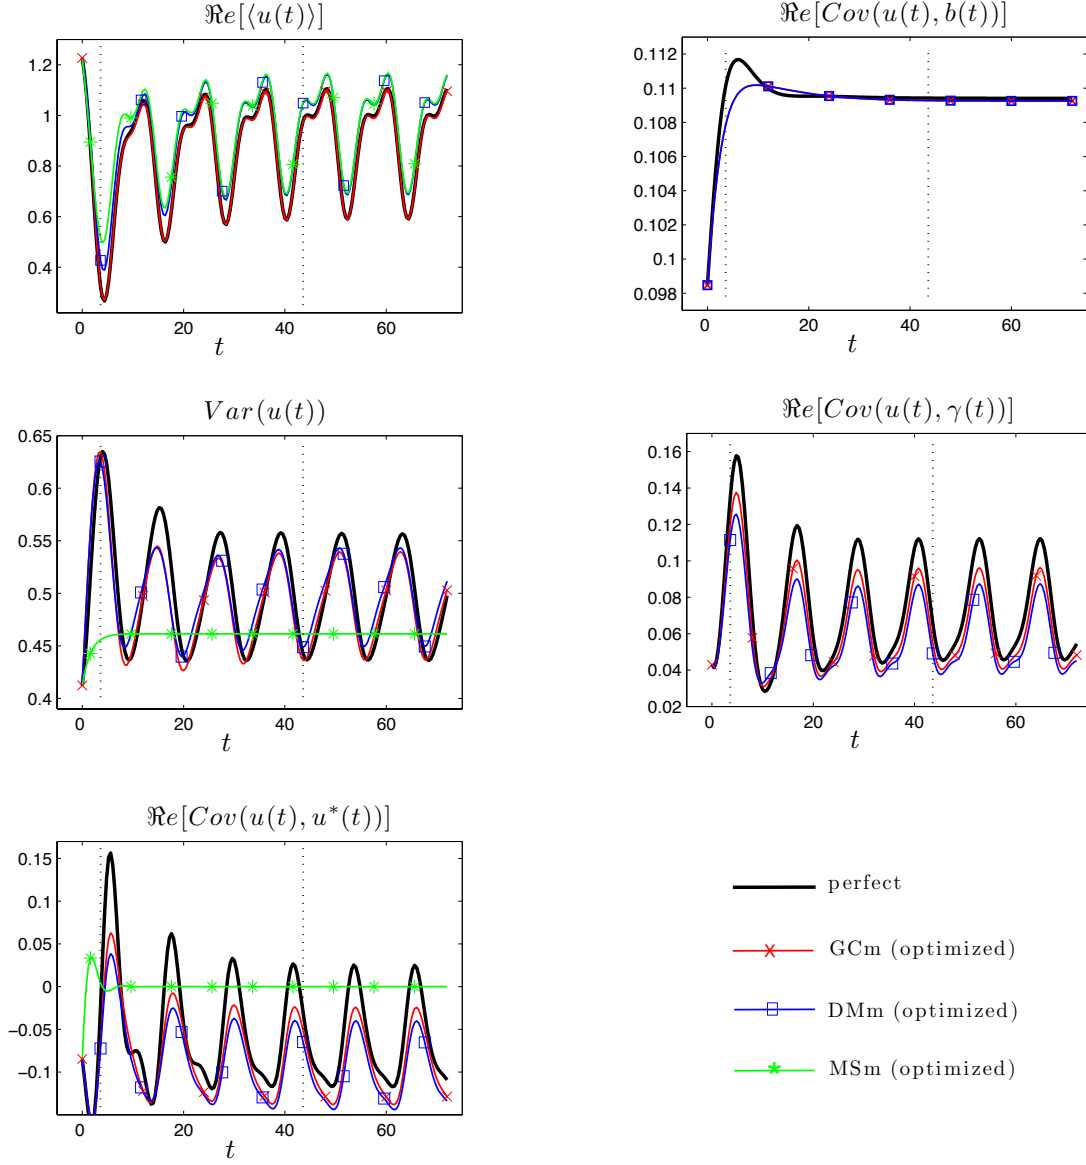 ℜe[⟨u(t)⟩]
1.2
1
0.8
0.6
0.4
0 20 40 60
t
ℜe[Cov(u(t), b(t))]
0.112
0.11
0.108
0.106
0.104
0.102
0.1
0.098
0 20 40 60
t
Var(u(t))
0.65
0.6
0.55
0.5
0.45
0.4
0 20 40 60
t
ℜe[Cov(u(t), γ(t))]
0.16
0.14
0.12
0.1
0.08
0.06
0.04
0.02
0 20 40 60
t
ℜe[Cov(u(t), u*(t))]
0.15
0.1
0.05
0
−0.05
−0.1
0 20 40 60
t
perfect
GCm (optimized)
DMm (optimized)
MSm (optimized)